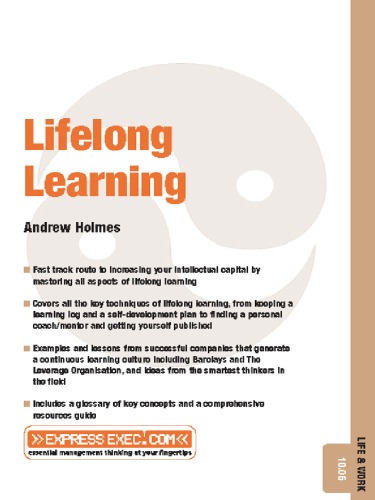 Lifelong
Learning
Andrew Holmes
Fast track route to increasing your intellectual capital by
mastering all aspects of lifelong learning
Covers all the key techniques of lifelong learning, from keeping a
learning log and a self-development plan to finding a personal
coach/mentor and getting yourself published
Examples and lessons from successful companies that generate
a continuous learning culture including Barclays and The
Leverage Organisation, and ideas from the smartest thinkers in
the field
Includes a glossary of key concepts and a comprehensive
resources guide
>> EXPRESS EXEC.COM <<
essential management thinking at your fingertips
10.06
LIFE & WORK